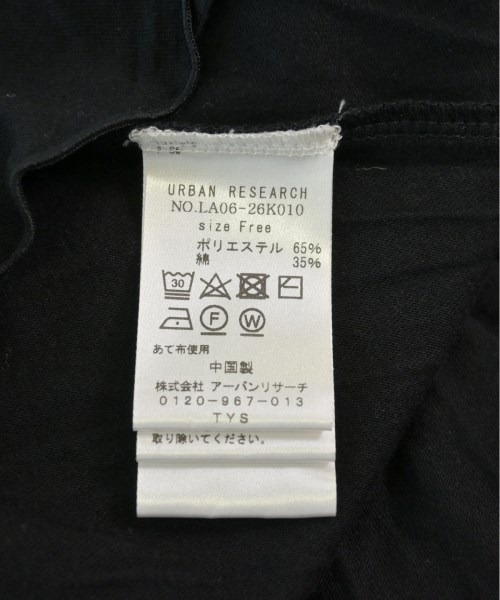 URBAN RESEARCH
NO.LA06-26K010
size Free
ポリエステル 65%
綿 35%
30
F W
あて布使用
中国製
株式会社 アーバンリサーチ
0120-967-013
TYS
取り除いてください。